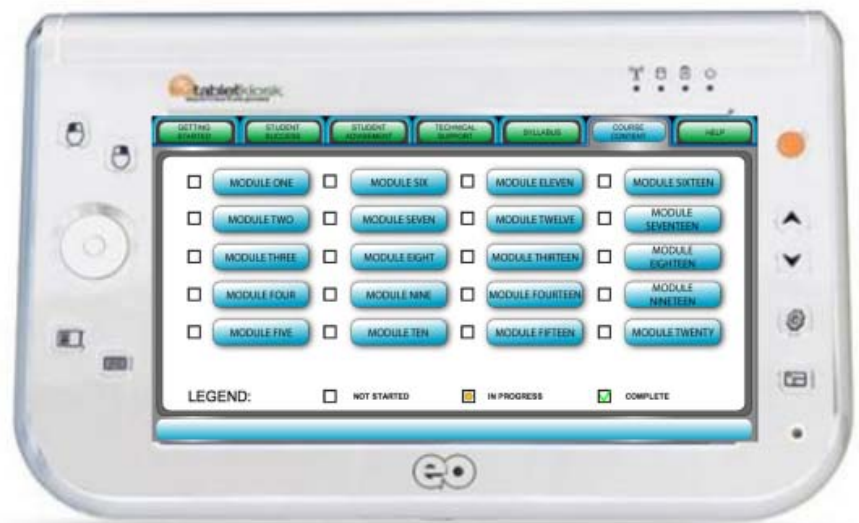 tabletkiosk
GETTING
STARTED
STUDENT
SUCCESS
STUDENT
ADVISEMENT
TECHNICAL
SUPPORT
SYLLABUS
COURSE
CONTENT
HELP
MODULE ONE
MODULE SIX
MODULE ELEVEN
MODULE SIXTEEN
MODULE TWO
MODULE SEVEN
MODULE TWELVE
MODULE
SEVENTEEN
MODULE THREE
MODULE EIGHT
MODULE THIRTEEN
MODULE
EIGHTEEN
MODULE FOUR
MODULE NINE
MODULE FOURTEEN
MODULE
NINETEEN
MODULE FIVE
MODULE TEN
MODULE FIFTEEN
MODULE TWENTY
LEGEND:
NOT STARTED
IN PROGRESS
COMPLETE
eo